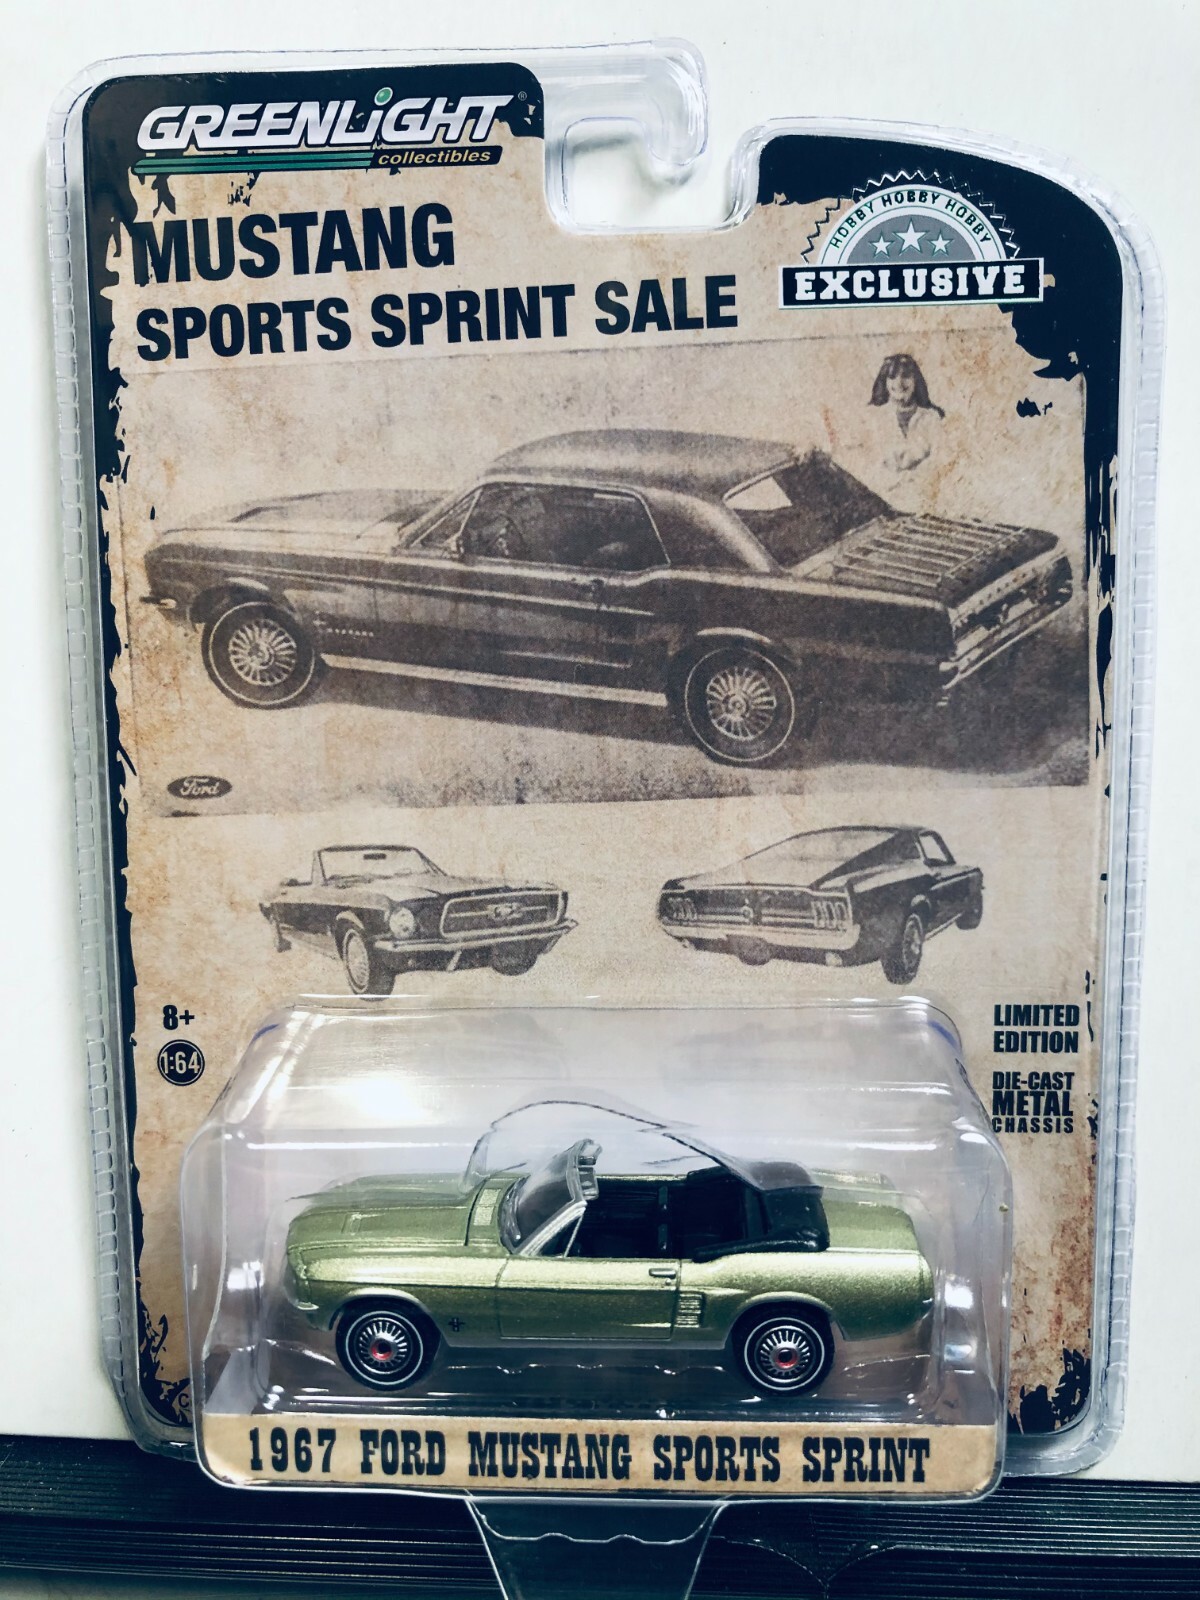 GREENLiGHT®
collectibles
HOBBY HOBBY HOBBY
EXCLUSIVE
MUSTANG
SPORTS SPRINT SALE
Ford
8+
1:64
LIMITED
EDITION
DIE-CAST
METAL
CHASSIS
C
1967 FORD MUSTANG SPORTS SPRINT